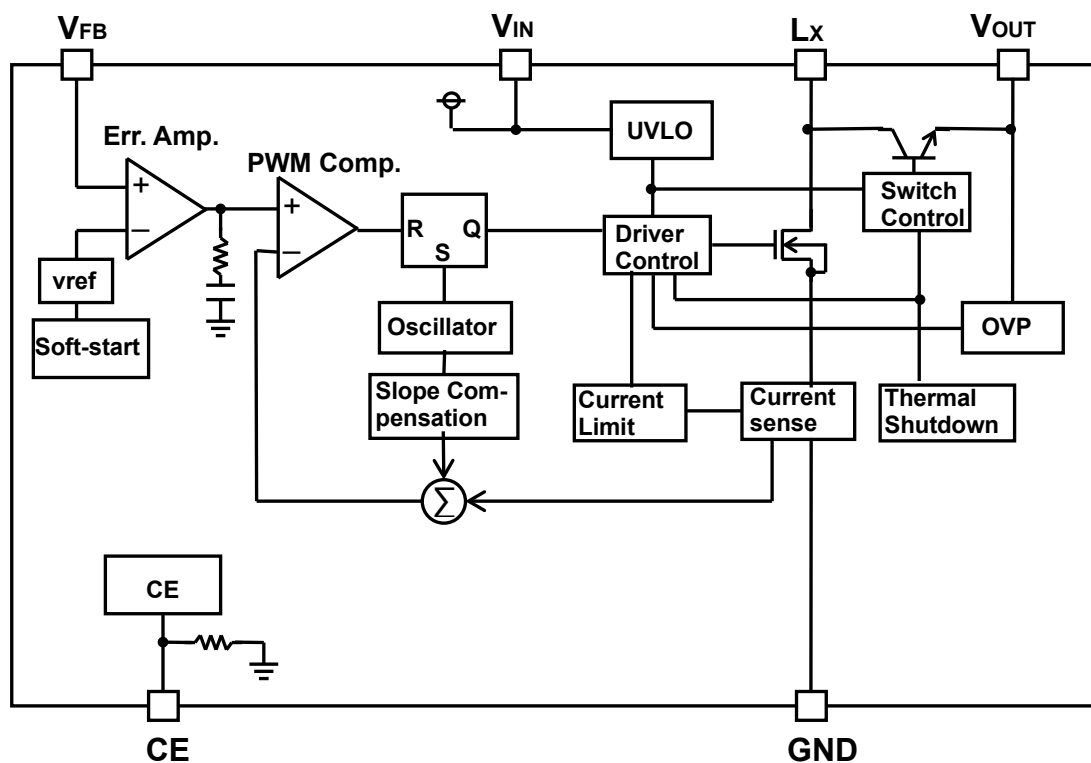 VFB
VIN
LX
VOUT
Err. Amp.
PWM Comp.
UVLO
Switch
Control
+
−
+
−
R
S
Q
Driver
Control
vref
Soft-start
Oscillator
OVP
Slope Com-
pensation
Current
Limit
Current
sense
Thermal
Shutdown
Σ
CE
CE
GND